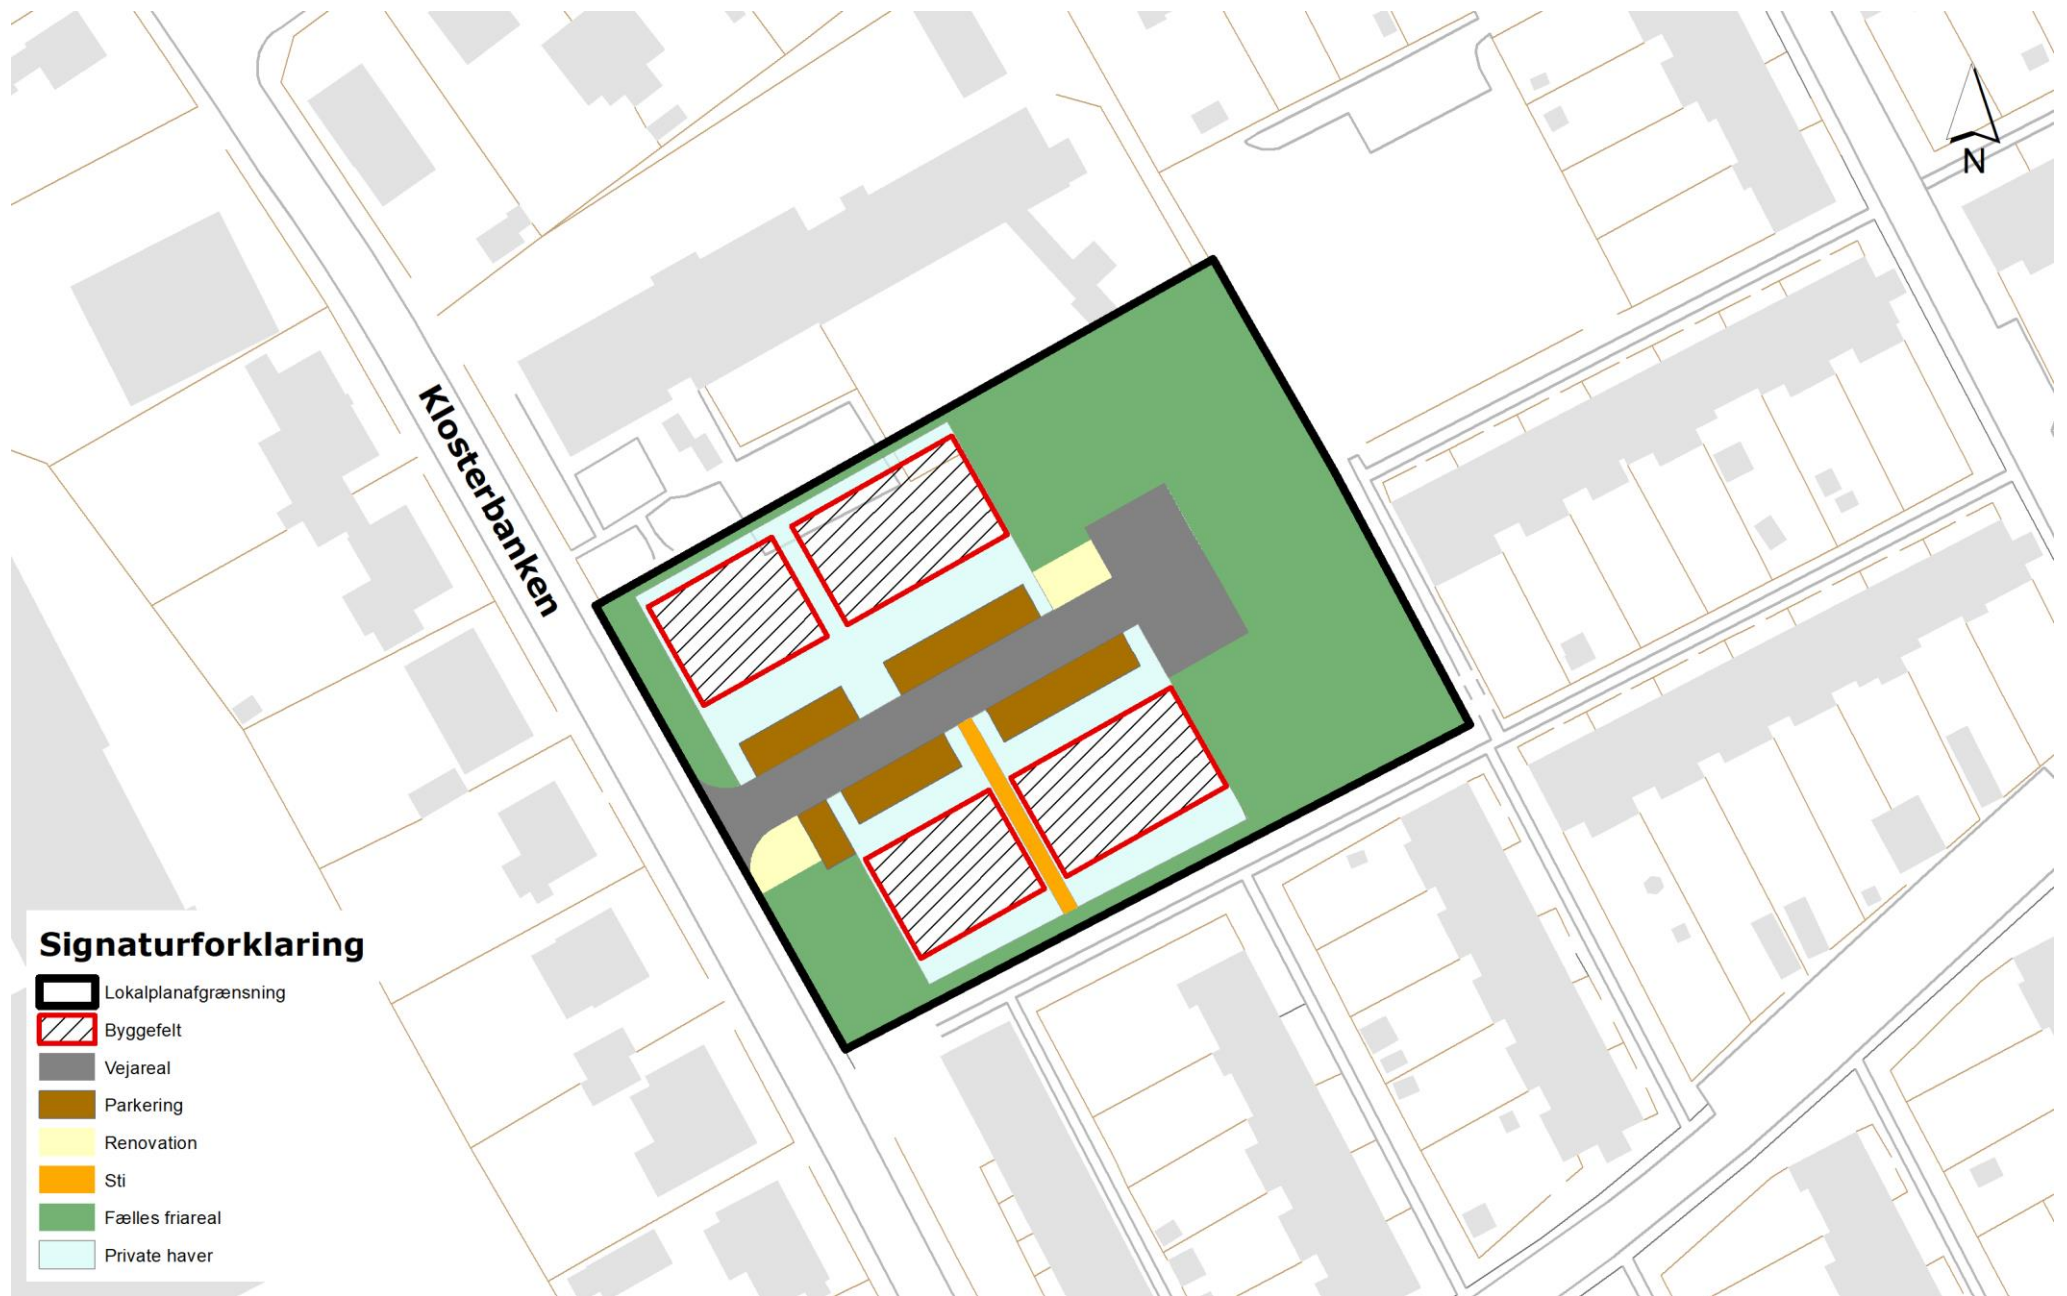 N
Klosterbanken
Signaturforklaring
Lokalplanafgrænsning
Byggefelt
Vejareal
Parkering
Renovation
Sti
Fælles friareal
Private haver